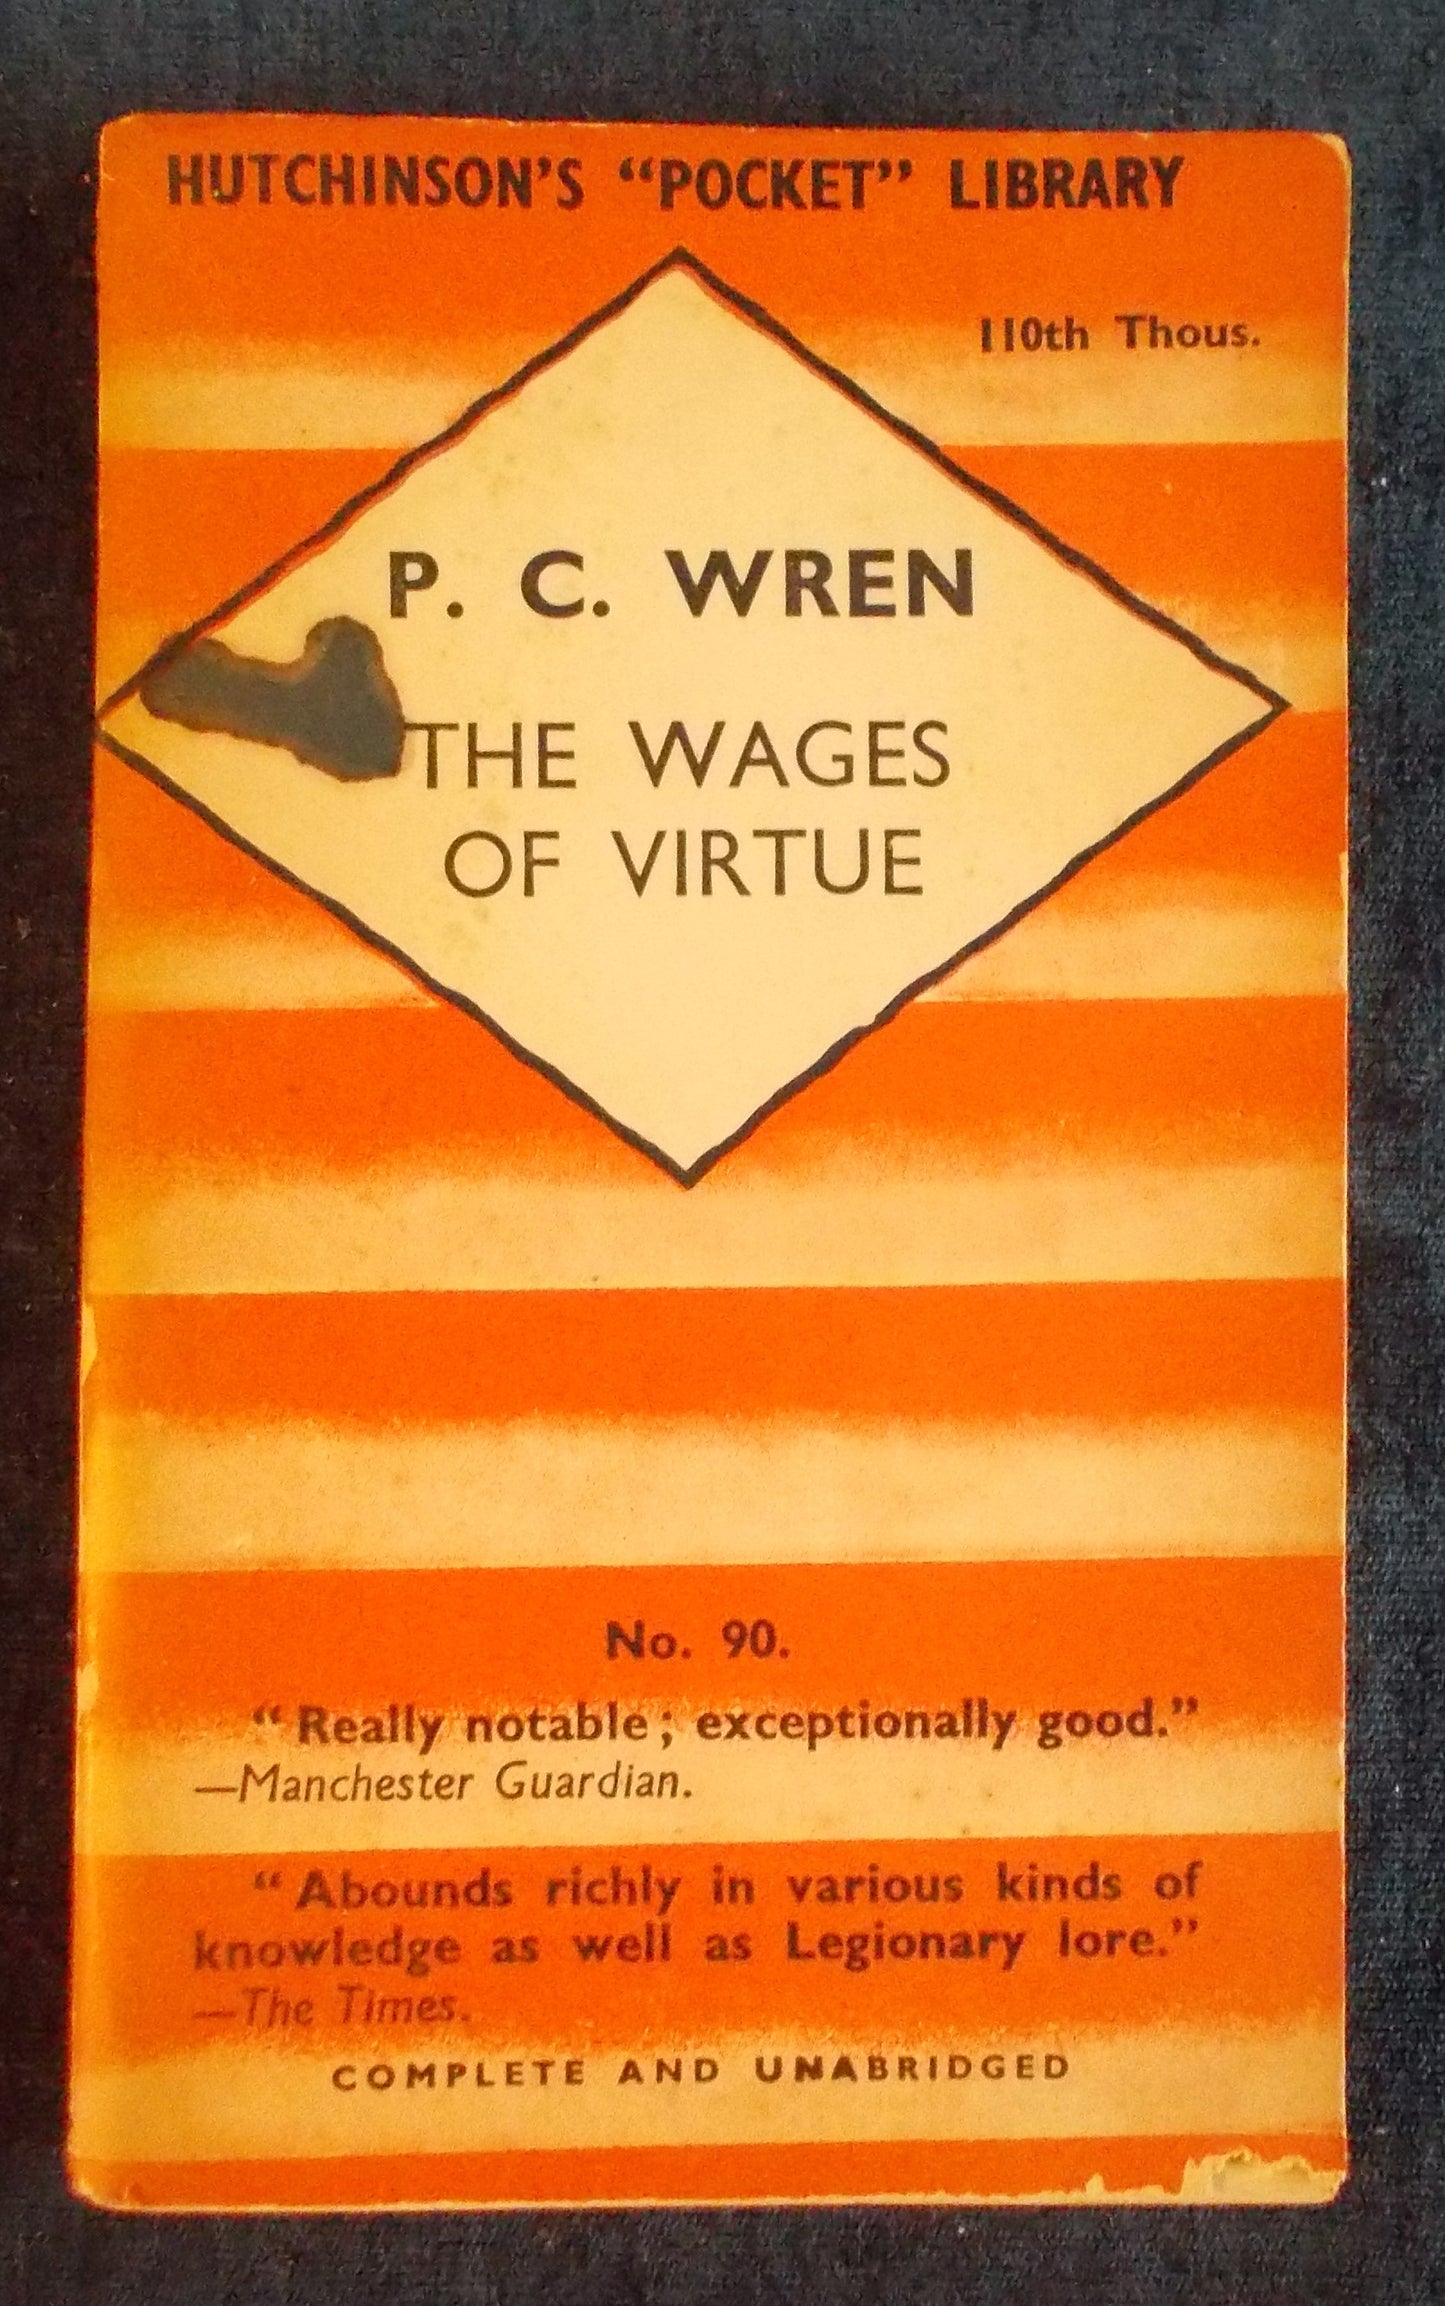 HUTCHINSON'S “POCKET” LIBRARY
110th Thous.
P. C. WREN
THE WAGES
OF VIRTUE
No. 90.
“Really notable; exceptionally good.”
—Manchester Guardian.
“Abounds richly in various kinds of
knowledge as well as Legionary lore.”
—The Times.
COMPLETE AND UNABRIDGED